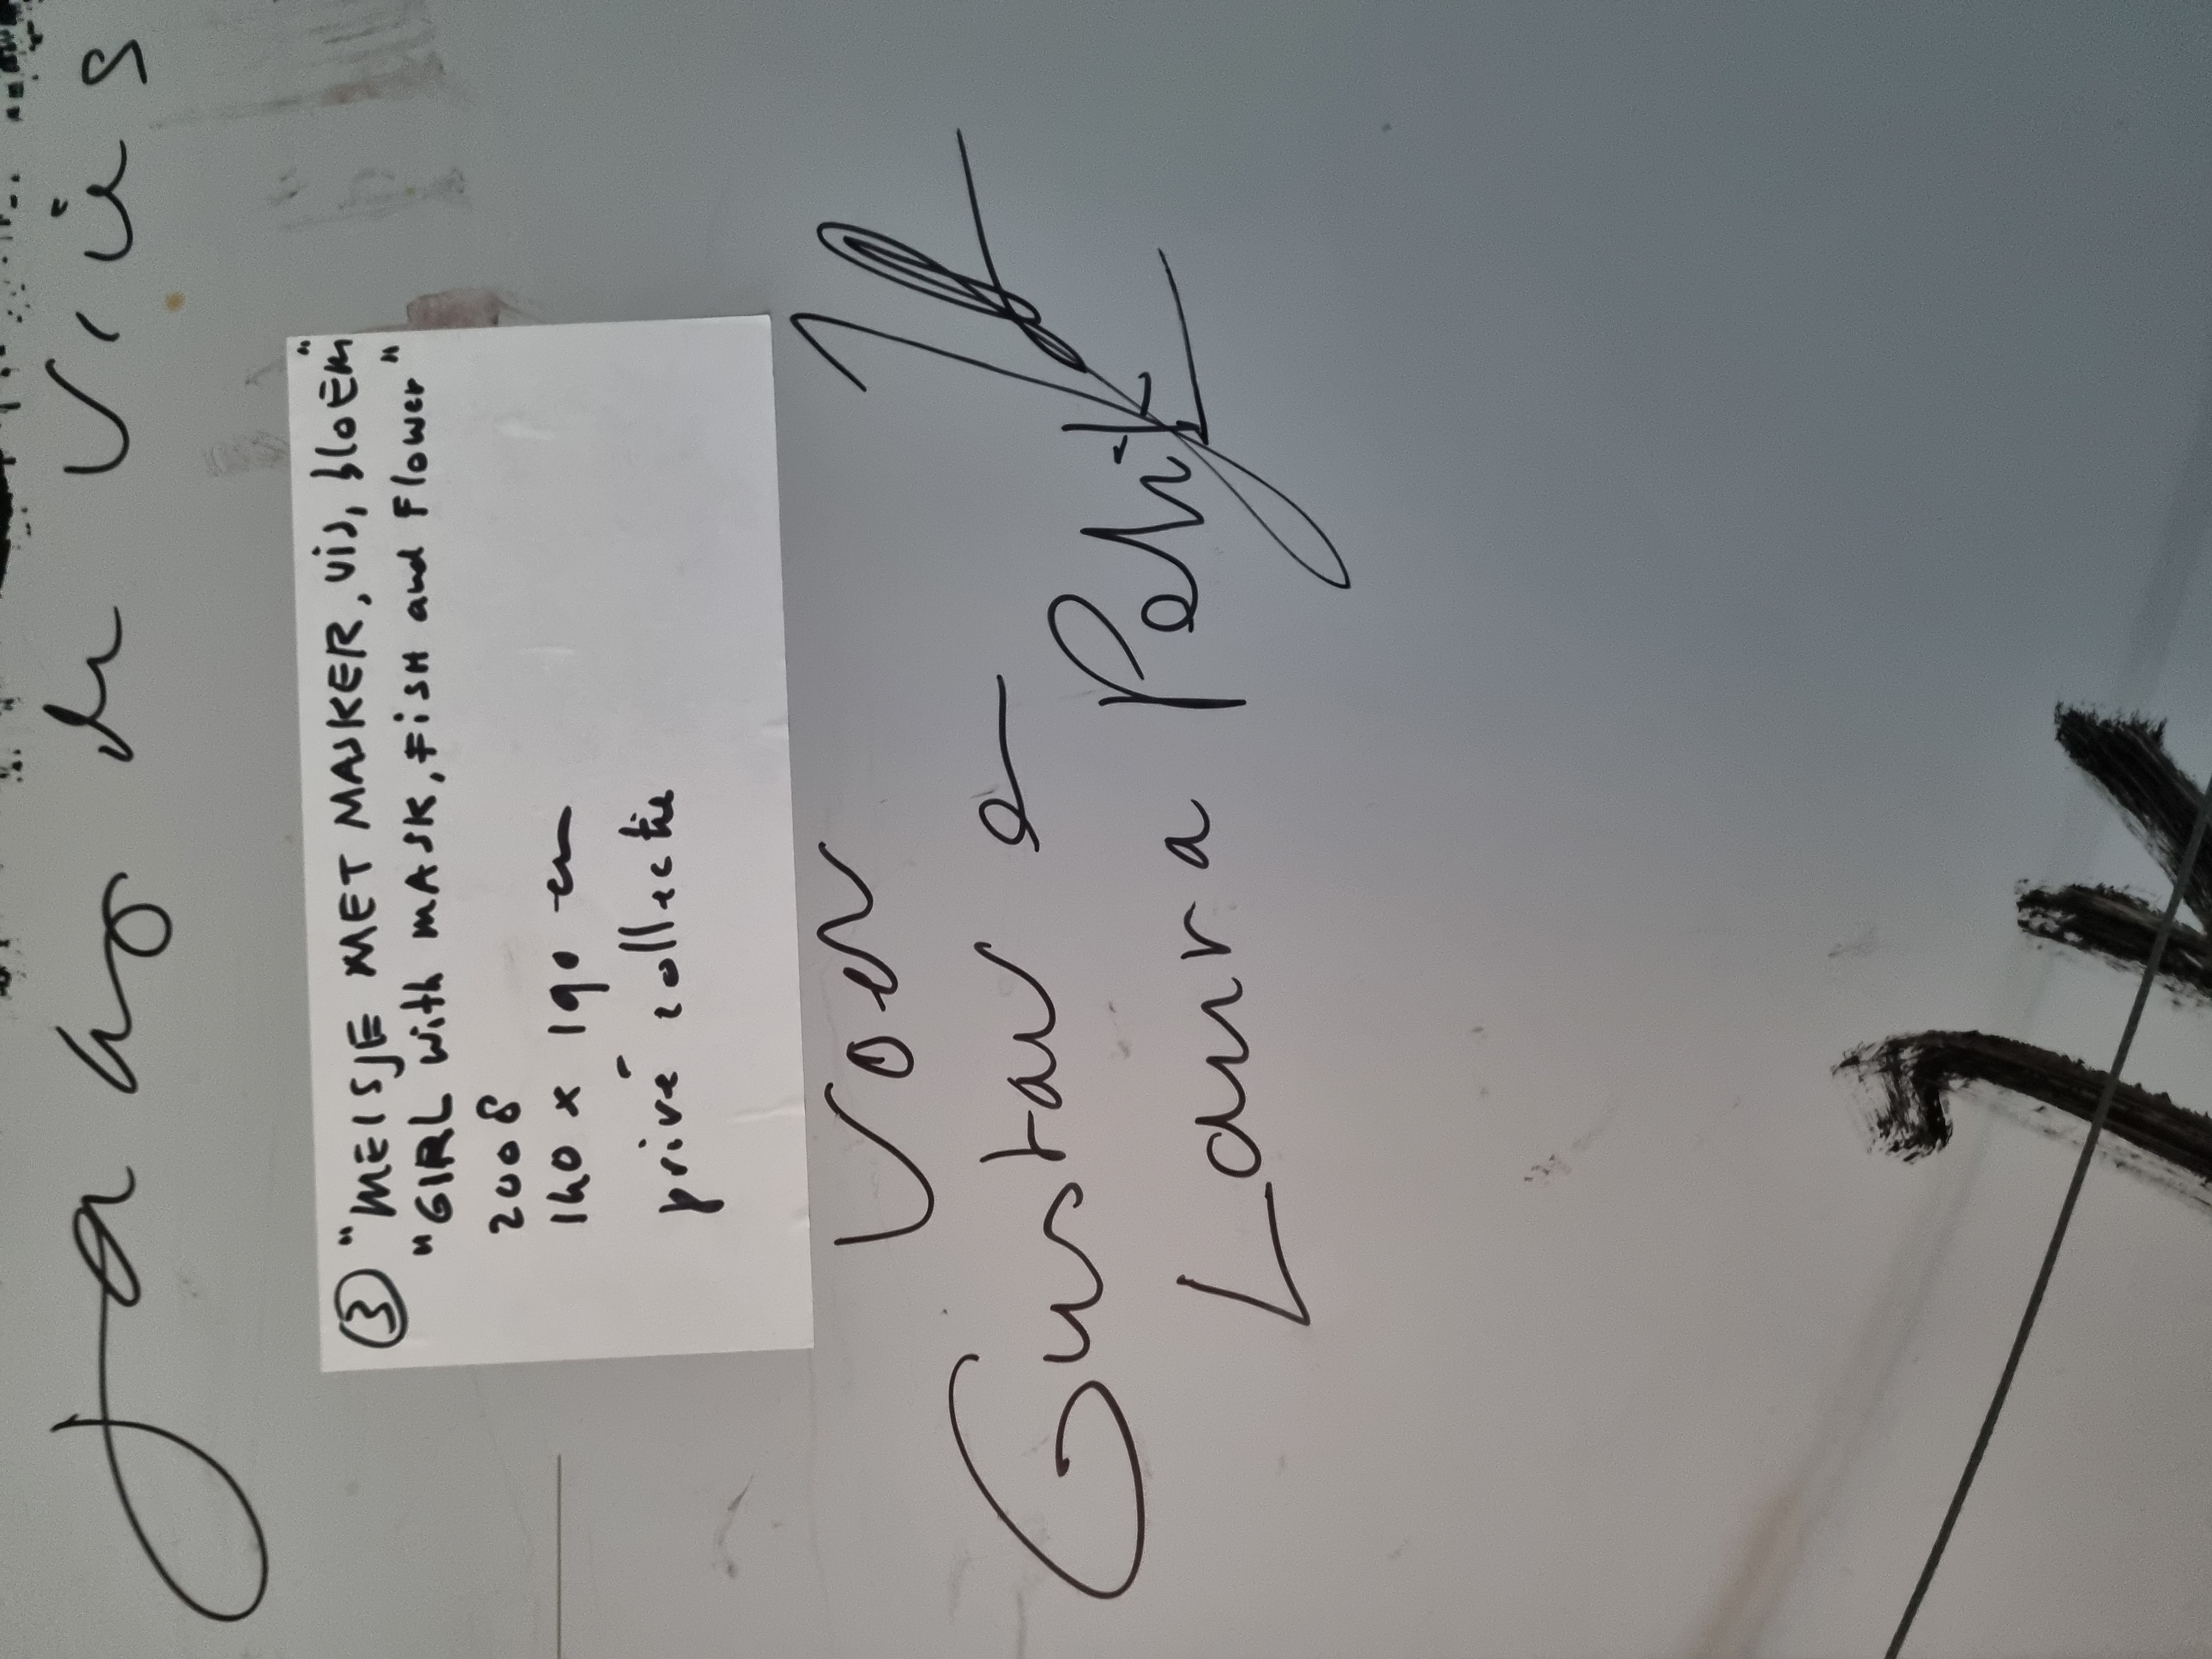 Jan de Vries
③ "MEISJE MET MASKER, vis, bloEM"
"GIRL with mASK, FisH and Flower"
2008
140 x 190 cm
privé collectie
Voor
Gustav e
Laura